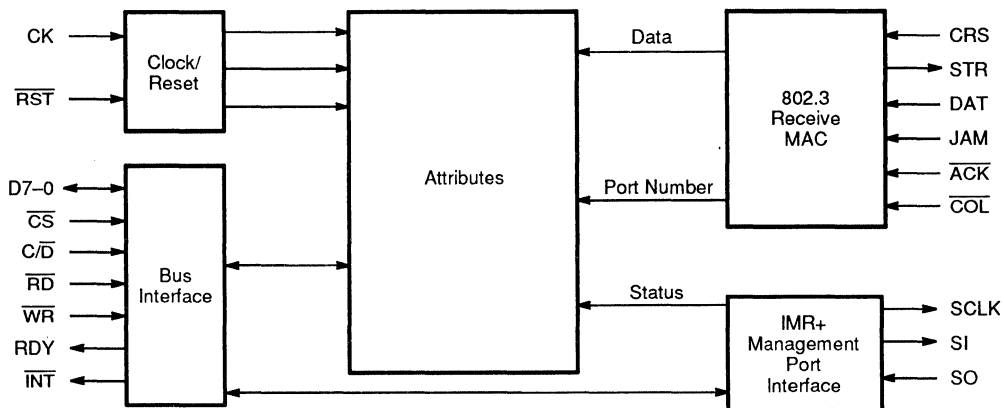 CK
RST
Clock/
Reset
D7–0
CS
C/D
RD
WR
RDY
INT
Bus
Interface
Attributes
Data
Port Number
Status
802.3
Receive
MAC
CRS
STR
DAT
JAM
ACK
COL
IMR+
Management
Port
Interface
SCLK
SI
SO